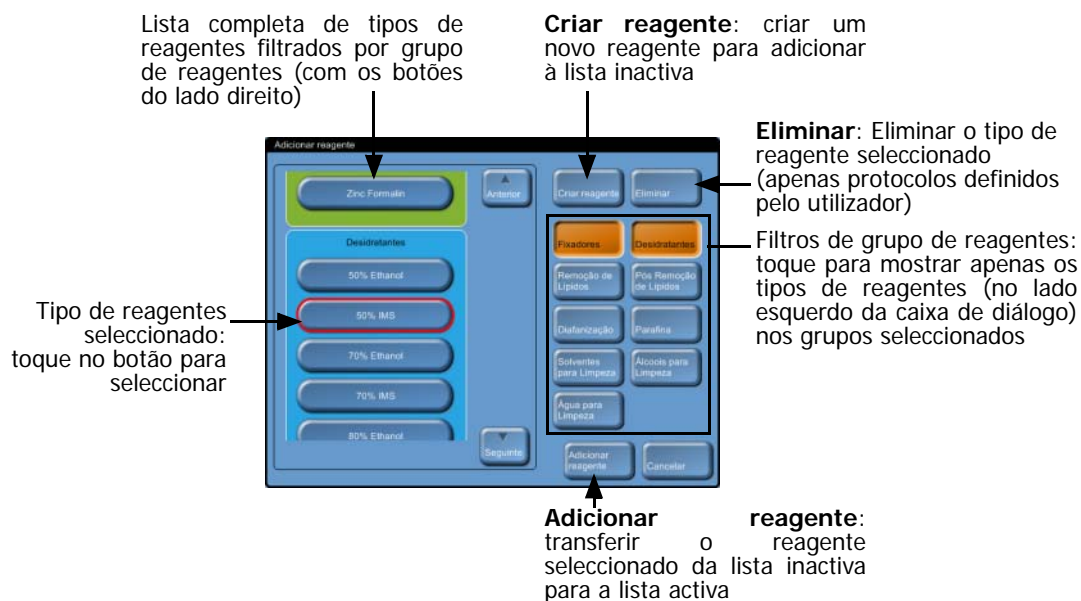 Lista completa de tipos de
reagentes filtrados por grupo
de reagentes (com os botões
do lado direito)
Criar reagente: criar um
novo reagente para adicionar
à lista inactiva
Eliminar: Eliminar o tipo de
reagente seleccionado
(apenas protocolos definidos
pelo utilizador)
Filtros de grupo de reagentes:
toque para mostrar apenas os
tipos de reagentes (no lado
esquerdo da caixa de diálogo)
nos grupos seleccionados
Tipo de reagentes
seleccionado:
toque no botão para
seleccionar
Adicionar reagente
Zinc Formalin
Anterior
Desidratantes
50% Ethanol
50% IMS
70% Ethanol
70% IMS
80% Ethanol
Seguinte
Criar reagente
Eliminar
Fixadores
Desidratantes
Remoção de
Lípidos
Pós Remoção
de Lípidos
Diafanização
Parafina
Solventes
para Limpeza
Álcoois para
Limpeza
Água para
Limpeza
Adicionar
reagente
Cancelar
Adicionar reagente:
transferir o reagente
seleccionado da lista inactiva
para a lista activa